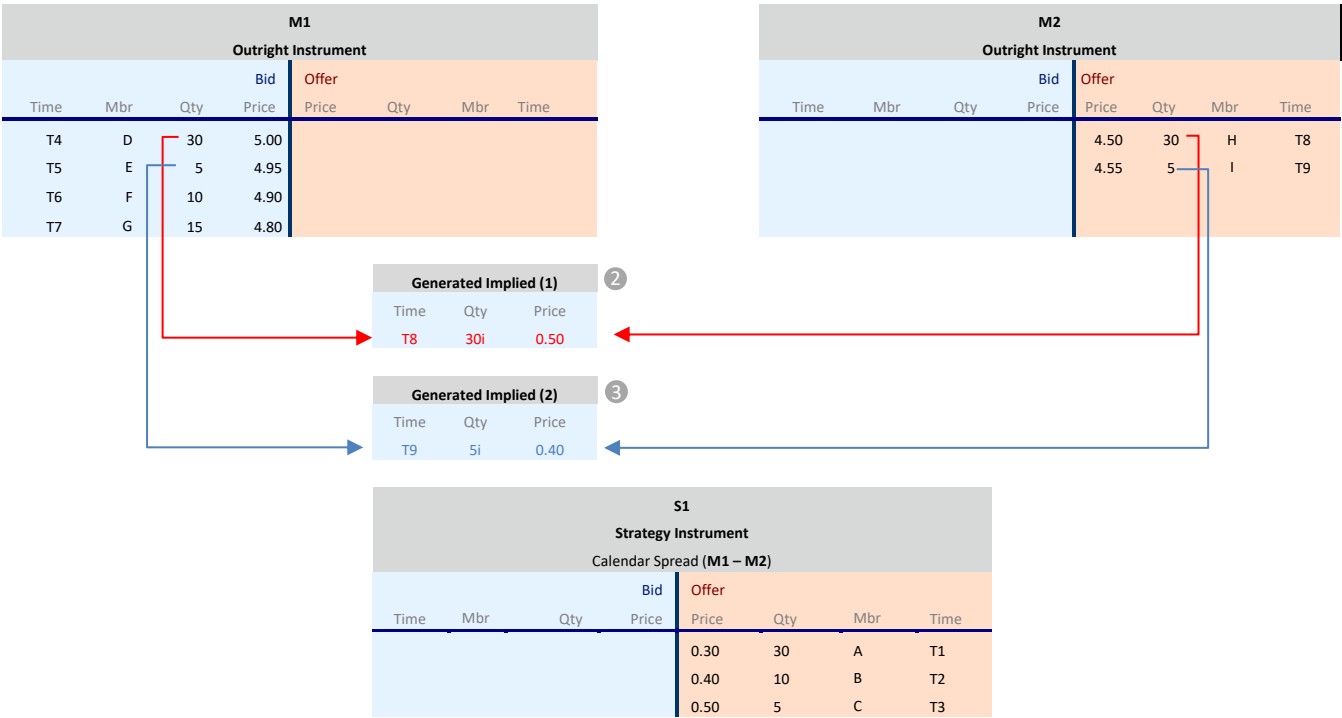 M1
Outright Instrument
Bid Offer
Time Mbr Qty Price Price Qty Mbr Time
T4 D 30 5.00
T5 E 5 4.95
T6 F 10 4.90
T7 G 15 4.80
M2
Outright Instrument
Bid Offer
Time Mbr Qty Price Price Qty Mbr Time
4.50 30 H T8
4.55 5 I T9
Generated Implied (1) 2
Time Qty Price
T8 30i 0.50
Generated Implied (2) 3
Time Qty Price
T9 5i 0.40
S1
Strategy Instrument
Calendar Spread (M1 – M2)
Bid Offer
Time Mbr Qty Price Price Qty Mbr Time
0.30 30 A T1
0.40 10 B T2
0.50 5 C T3